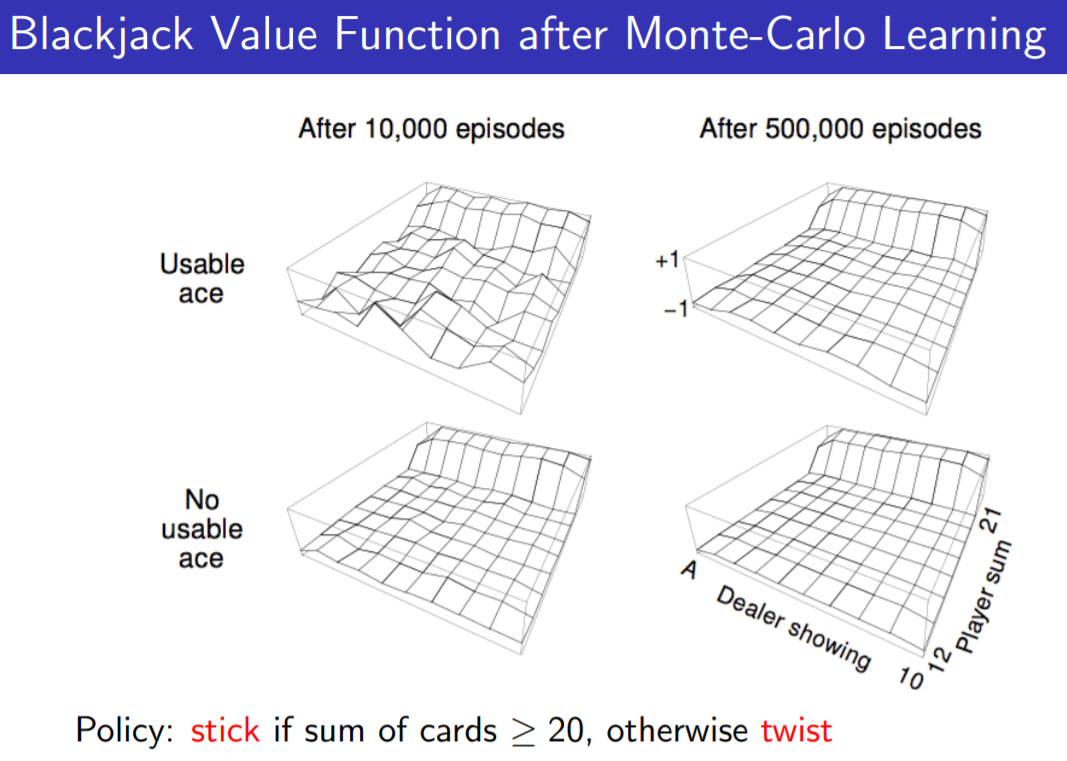 Blackjack Value Function after Monte-Carlo Learning
After 10,000 episodes
After 500,000 episodes
Usable
ace
+1
−1
No
usable
ace
A
Dealer showing
10
12
Player sum
21
Policy: stick if sum of cards ≥ 20, otherwise twist